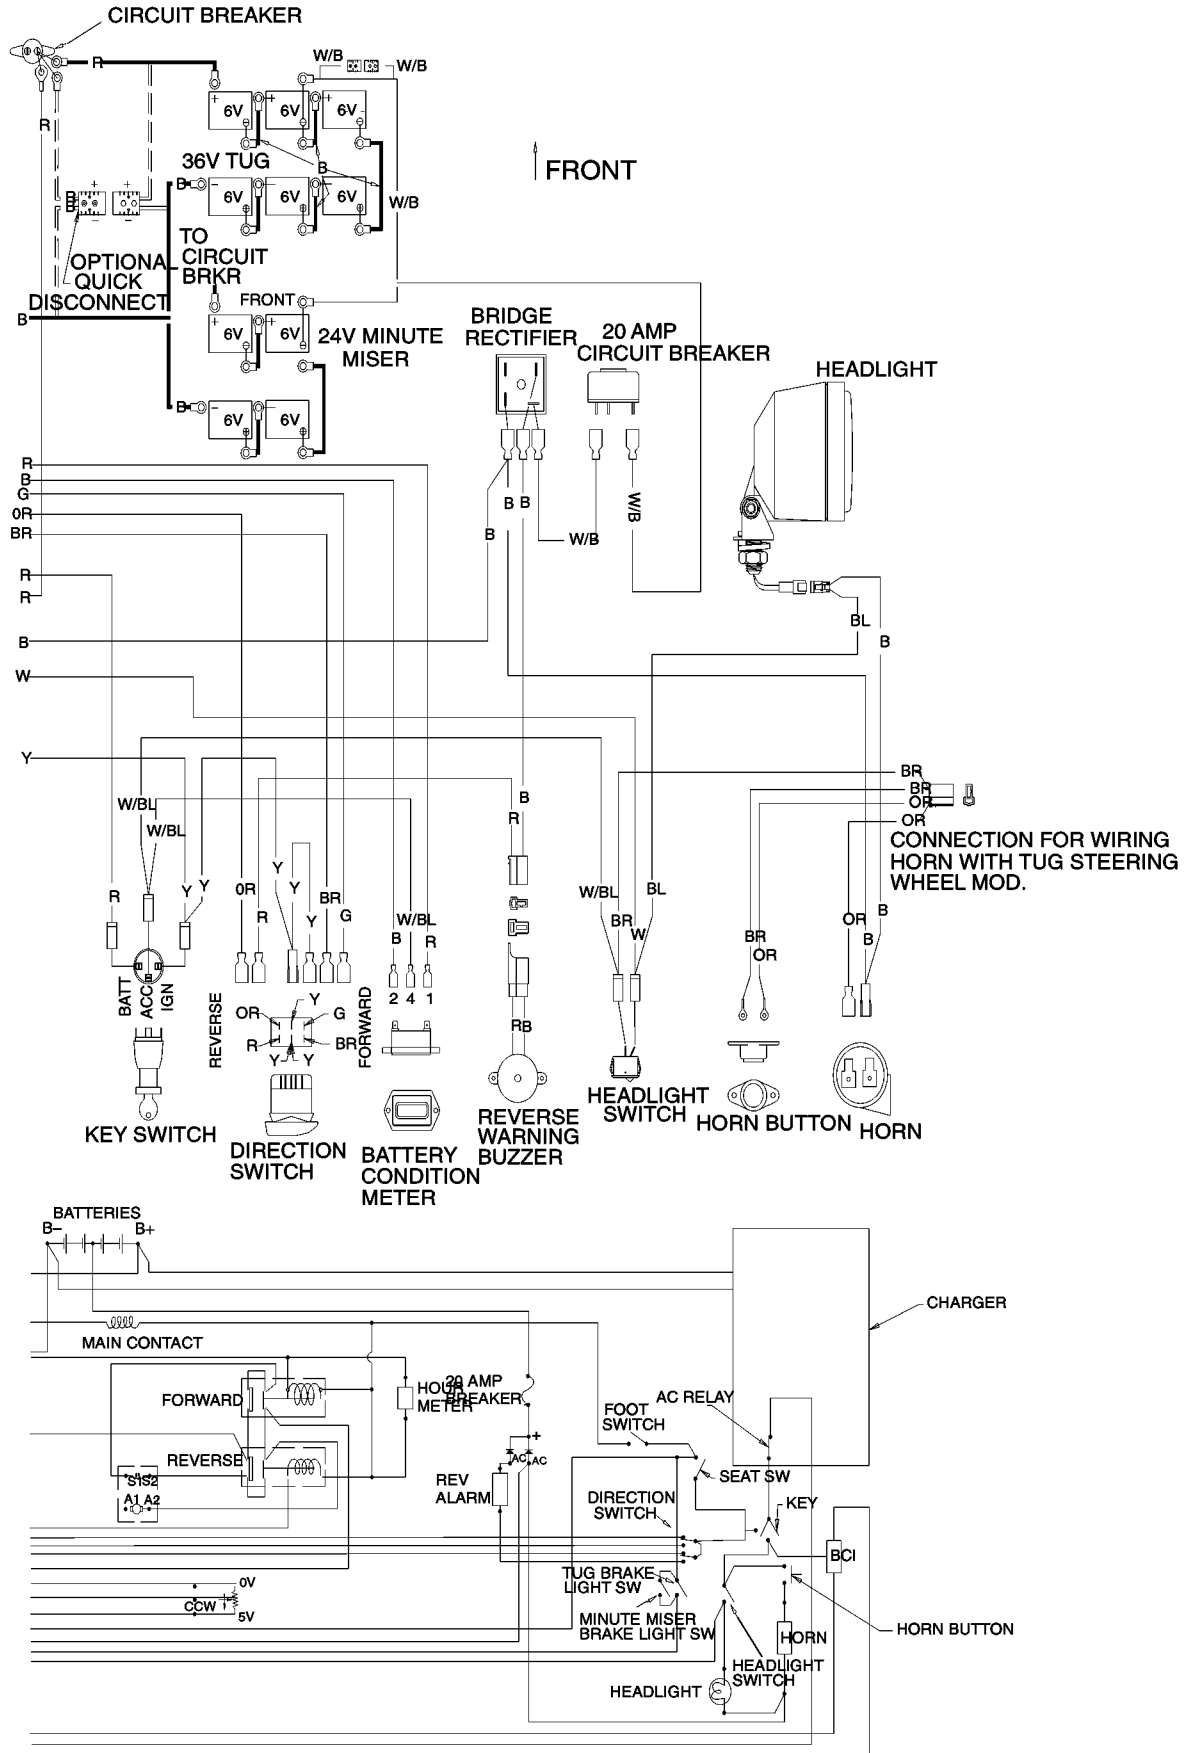 CIRCUIT BREAKER
R
W/B
W/B
R
+ 6V
+ 6V
+ 6V -
36V TUG
B
FRONT
B
- 6V
- 6V
- 6V
W/B
+ +
- -
TO
CIRCUIT
BRKR
OPTIONA
QUICK
DISCONNECT
B
FRONT
+ 6V
+ 6V
24V MINUTE
MISER
B
- 6V
- 6V
BRIDGE
RECTIFIER
20 AMP
CIRCUIT BREAKER
HEADLIGHT
R
B
G
OR
BR
R
R
B
W
Y
B
B
B
W/B
W/B
BL
B
BR
BR
OR
OR
CONNECTION FOR WIRING
HORN WITH TUG STEERING
WHEEL MOD.
W/BL
W/BL
B
R
R
Y
Y
OR
R
Y
Y
Y
BR
G
W/BL
B
R
W/BL
BR
W
BL
BR
OR
OR
B
B
BATT
ACC
IGN
REVERSE
OR
Y
G
R
Y
Y
BR
FORWARD
2 4 1
R B
KEY SWITCH
DIRECTION
SWITCH
BATTERY
CONDITION
METER
REVERSE
WARNING
BUZZER
HEADLIGHT
SWITCH
HORN BUTTON
HORN
BATTERIES
B-
B+
CHARGER
MAIN CONTACT
FORWARD
HOUR
METER
20 AMP
BREAKER
AC RELAY
FOOT
SWITCH
REVERSE
+
AC
AC
SEAT SW
S1 S2
A1 A2
REV
ALARM
DIRECTION
SWITCH
KEY
BCI
0V
CCW
5V
TUG BRAKE
LIGHT SW
MINUTE MISER
BRAKE LIGHT SW
HORN BUTTON
HORN
HEADLIGHT
SWITCH
HEADLIGHT